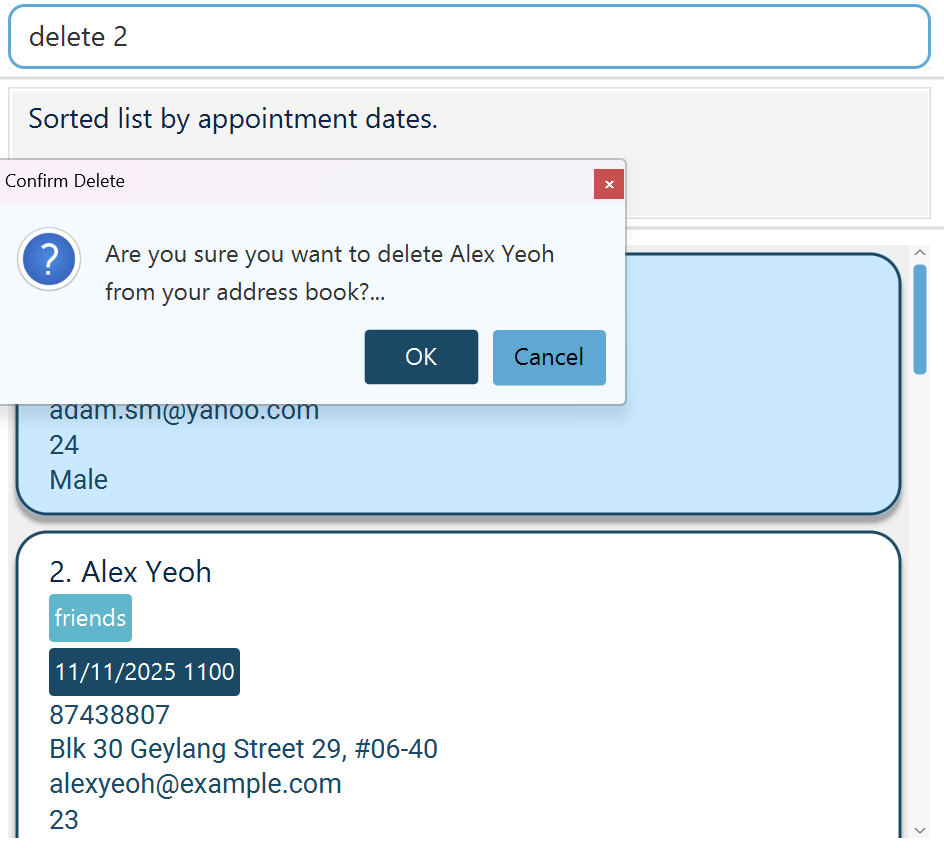 delete 2
Sorted list by appointment dates.
Confirm Delete
Are you sure you want to delete Alex Yeoh
from your address book?...
OK
Cancel
adam.sm@yahoo.com
24
Male
2. Alex Yeoh
friends
11/11/2025 1100
87438807
Blk 30 Geylang Street 29, #06-40
alexyeoh@example.com
23